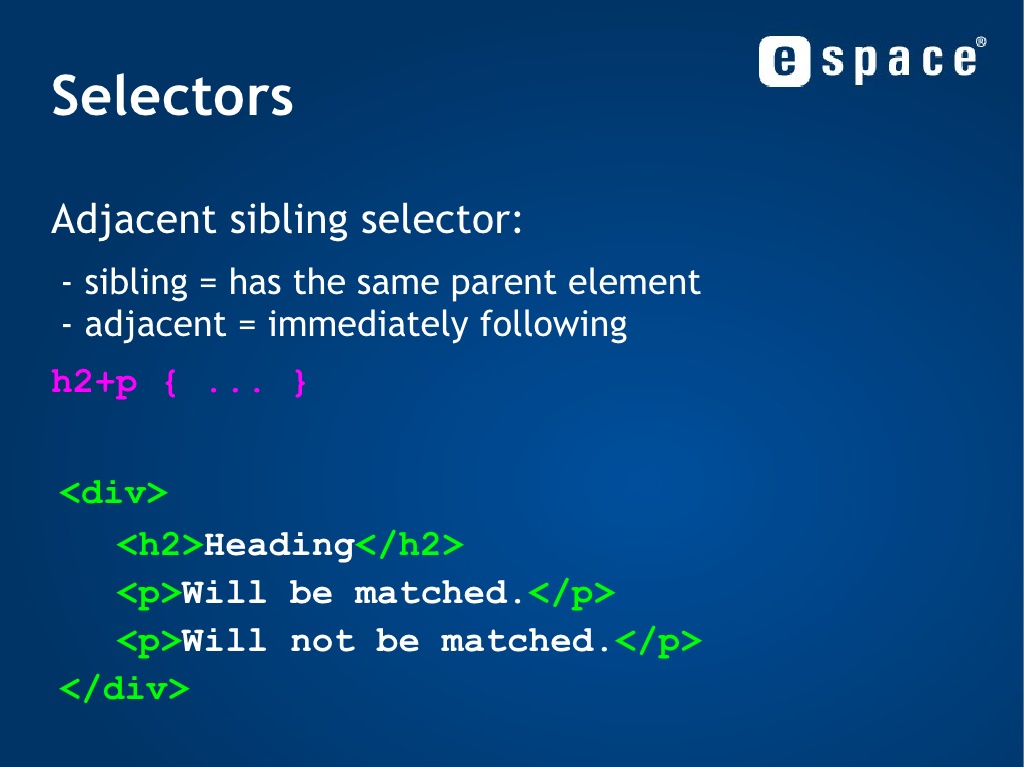 e space®
Selectors
Adjacent sibling selector:
- sibling = has the same parent element
- adjacent = immediately following
h2+p { ... }
<div>
<h2>Heading</h2>
<p>Will be matched.</p>
<p>Will not be matched.</p>
</div>